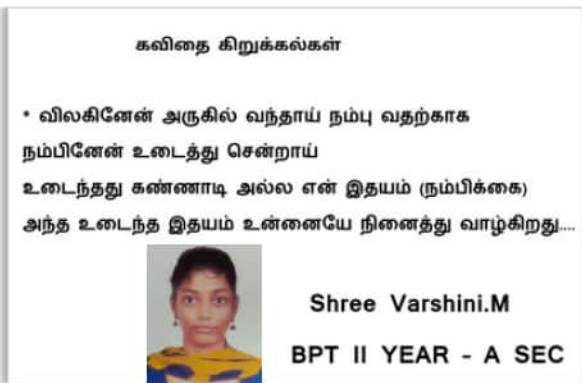 கவிதை கிறுக்கல்கள்
* விலகினேன் அருகில் வந்தாய் நம்பு வதற்காக
நம்பினேன் உடைத்து சென்றாய்
உடைந்தது கண்ணாடி அல்ல என் இதயம் (நம்பிக்கை)
அந்த உடைந்த இதயம் உன்னையே நினைத்து வாழ்கிறது....
Shree Varshini.M
BPT II YEAR - A SEC